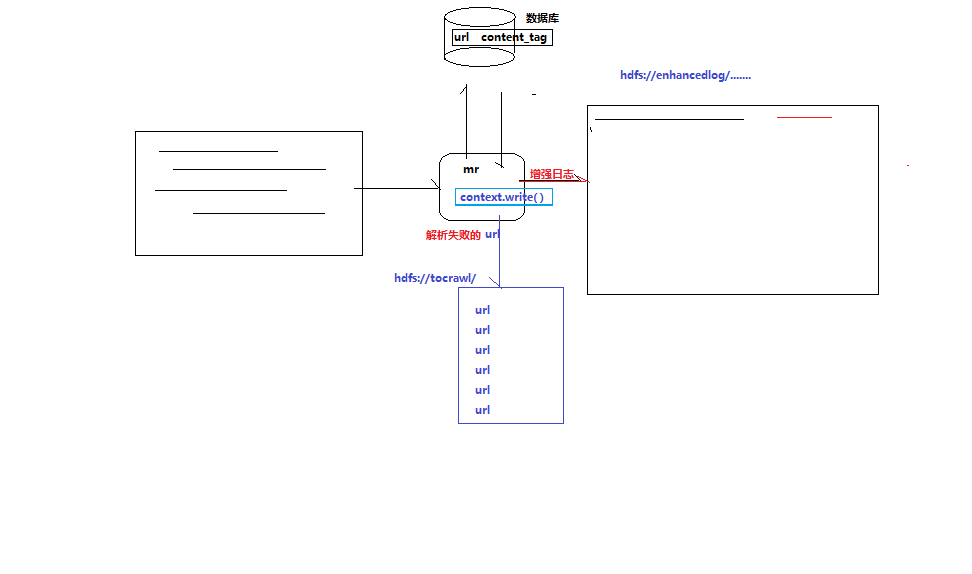 数据库
url content_tag
hdfs://enhancedlog/.......
mr
增强日志
context.write( )
解析失败的 url
hdfs://tocrawl/
url
url
url
url
url
url